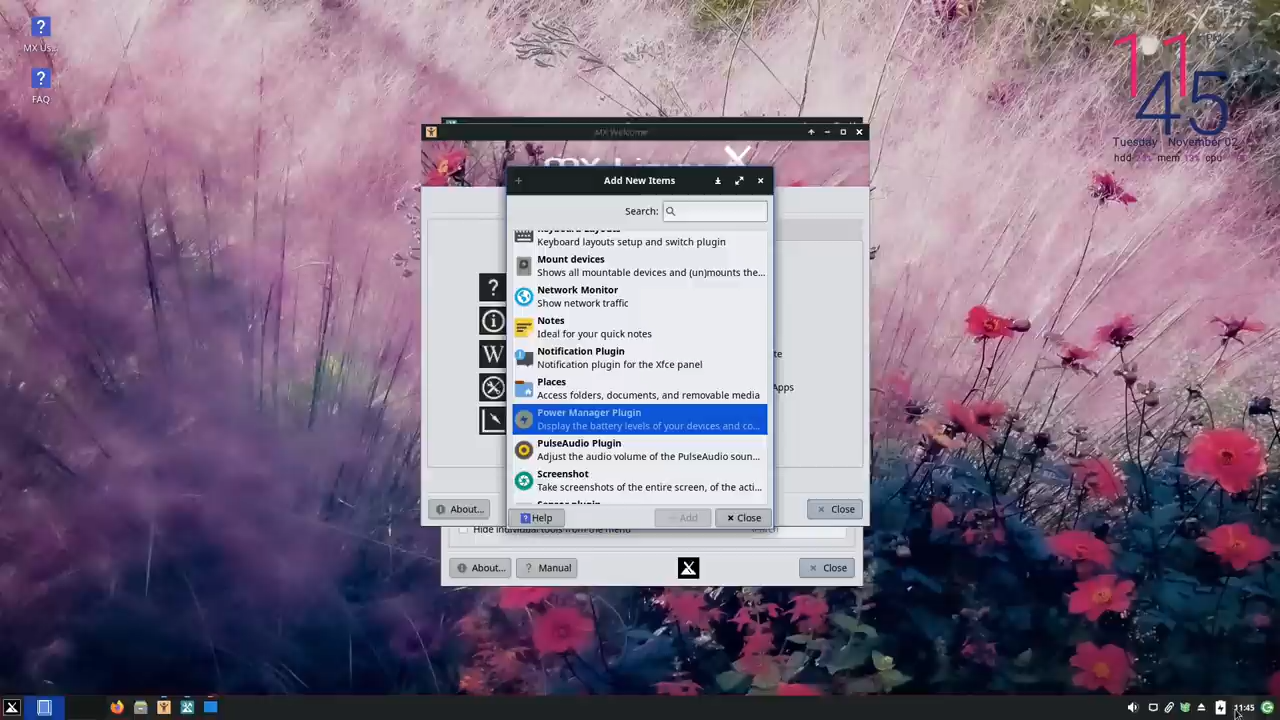 MX Us...
FAQ
11
PM
45
Tuesday November 02
hdd mem 13% cpu
MX Welcome
Add New Items
Search:
Keyboard Layouts
Keyboard layouts setup and switch plugin
Mount devices
Shows all mountable devices and (un)mounts the...
Network Monitor
Show network traffic
Notes
Ideal for your quick notes
Notification Plugin
Notification plugin for the Xfce panel
Places
Access folders, documents, and removable media
Power Manager Plugin
Display the battery levels of your devices and co...
PulseAudio Plugin
Adjust the audio volume of the PulseAudio soun...
Screenshot
Take screenshots of the entire screen, of the acti...
Help
Add
Close
Apps
About...
Close
Hide individual tools from the menu
About...
Manual
Close
11:45